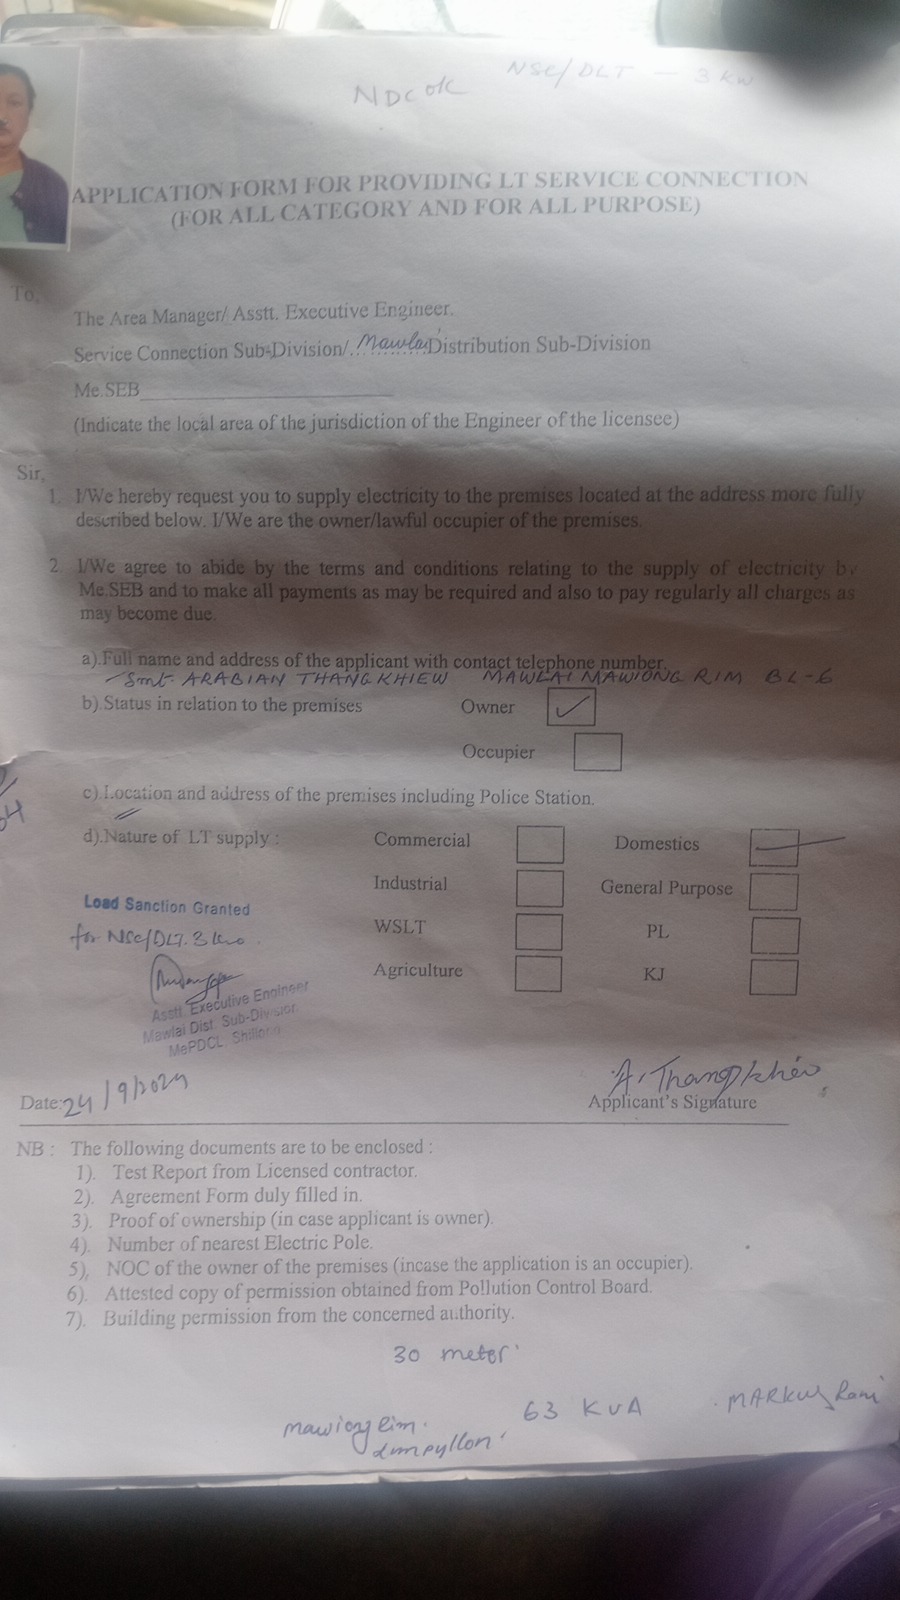 NDC OK
NSC/DLT - 3 KW
APPLICATION FORM FOR PROVIDING LT SERVICE CONNECTION
(FOR ALL CATEGORY AND FOR ALL PURPOSE)
To,
The Area Manager/ Asstt. Executive Engineer.
Service Connection Sub-Division/...Mawlai Distribution Sub-Division
Me.SEB
(Indicate the local area of the jurisdiction of the Engineer of the licensee)
Sir,
1. I/We hereby request you to supply electricity to the premises located at the address more fully
described below. I/We are the owner/lawful occupier of the premises.
2. I/We agree to abide by the terms and conditions relating to the supply of electricity by
Me.SEB and to make all payments as may be required and also to pay regularly all charges as
may become due.
a).Full name and address of the applicant with contact telephone number.
Smt. ARABIAN THANGKHIEW MAWLAI MAWIONG RIM BL-6
b).Status in relation to the premises Owner
Occupier
c).Location and address of the premises including Police Station.
d).Nature of LT supply : Commercial Domestics
Industrial General Purpose
WSLT PL
Agriculture KJ
Load Sanction Granted
for NSC/DLT. 3
Asstt. Executive Engineer
Mawlai Dist. Sub-Division
MePDCL, Shillong
Date: 24/9/2024
A. Thangkhiew
Applicant's Signature
NB : The following documents are to be enclosed :
1). Test Report from Licensed contractor.
2). Agreement Form duly filled in.
3). Proof of ownership (in case applicant is owner).
4). Number of nearest Electric Pole.
5), NOC of the owner of the premises (incase the application is an occupier).
6). Attested copy of permission obtained from Pollution Control Board.
7). Building permission from the concerned authority.
30 meter
63 KVA
MARKUS Rani
mawiong rim